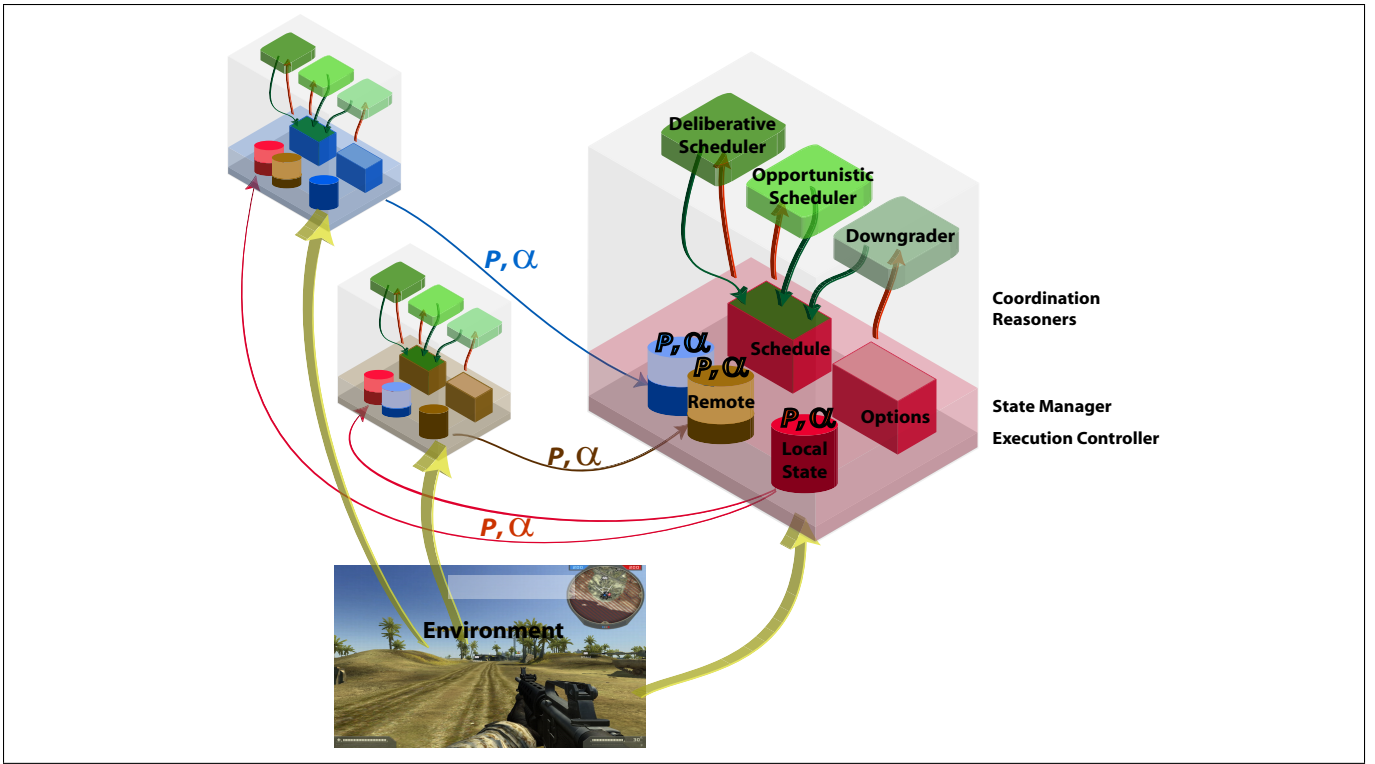 Deliberative
Scheduler
Opportunistic
Scheduler
Downgrader
P, α
Coordination
Reasoners
P, α
Schedule
P, α
Remote
State Manager
P, α
Options
Execution Controller
Local
State
P, α
P, α
Environment